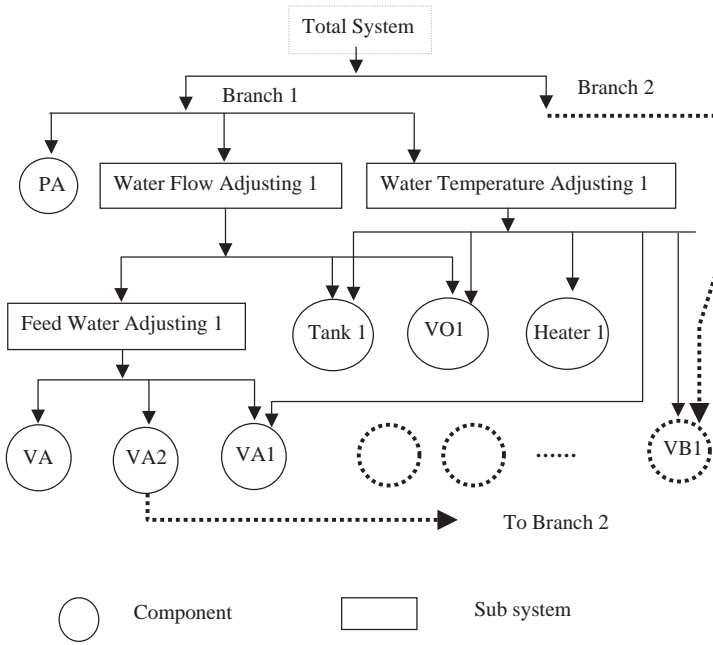 Total System
Branch 1
Branch 2
PA
Water Flow Adjusting 1
Water Temperature Adjusting 1
Feed Water Adjusting 1
Tank 1
VO1
Heater 1
VA
VA2
VA1
......
VB1
To Branch 2
Component
Sub system